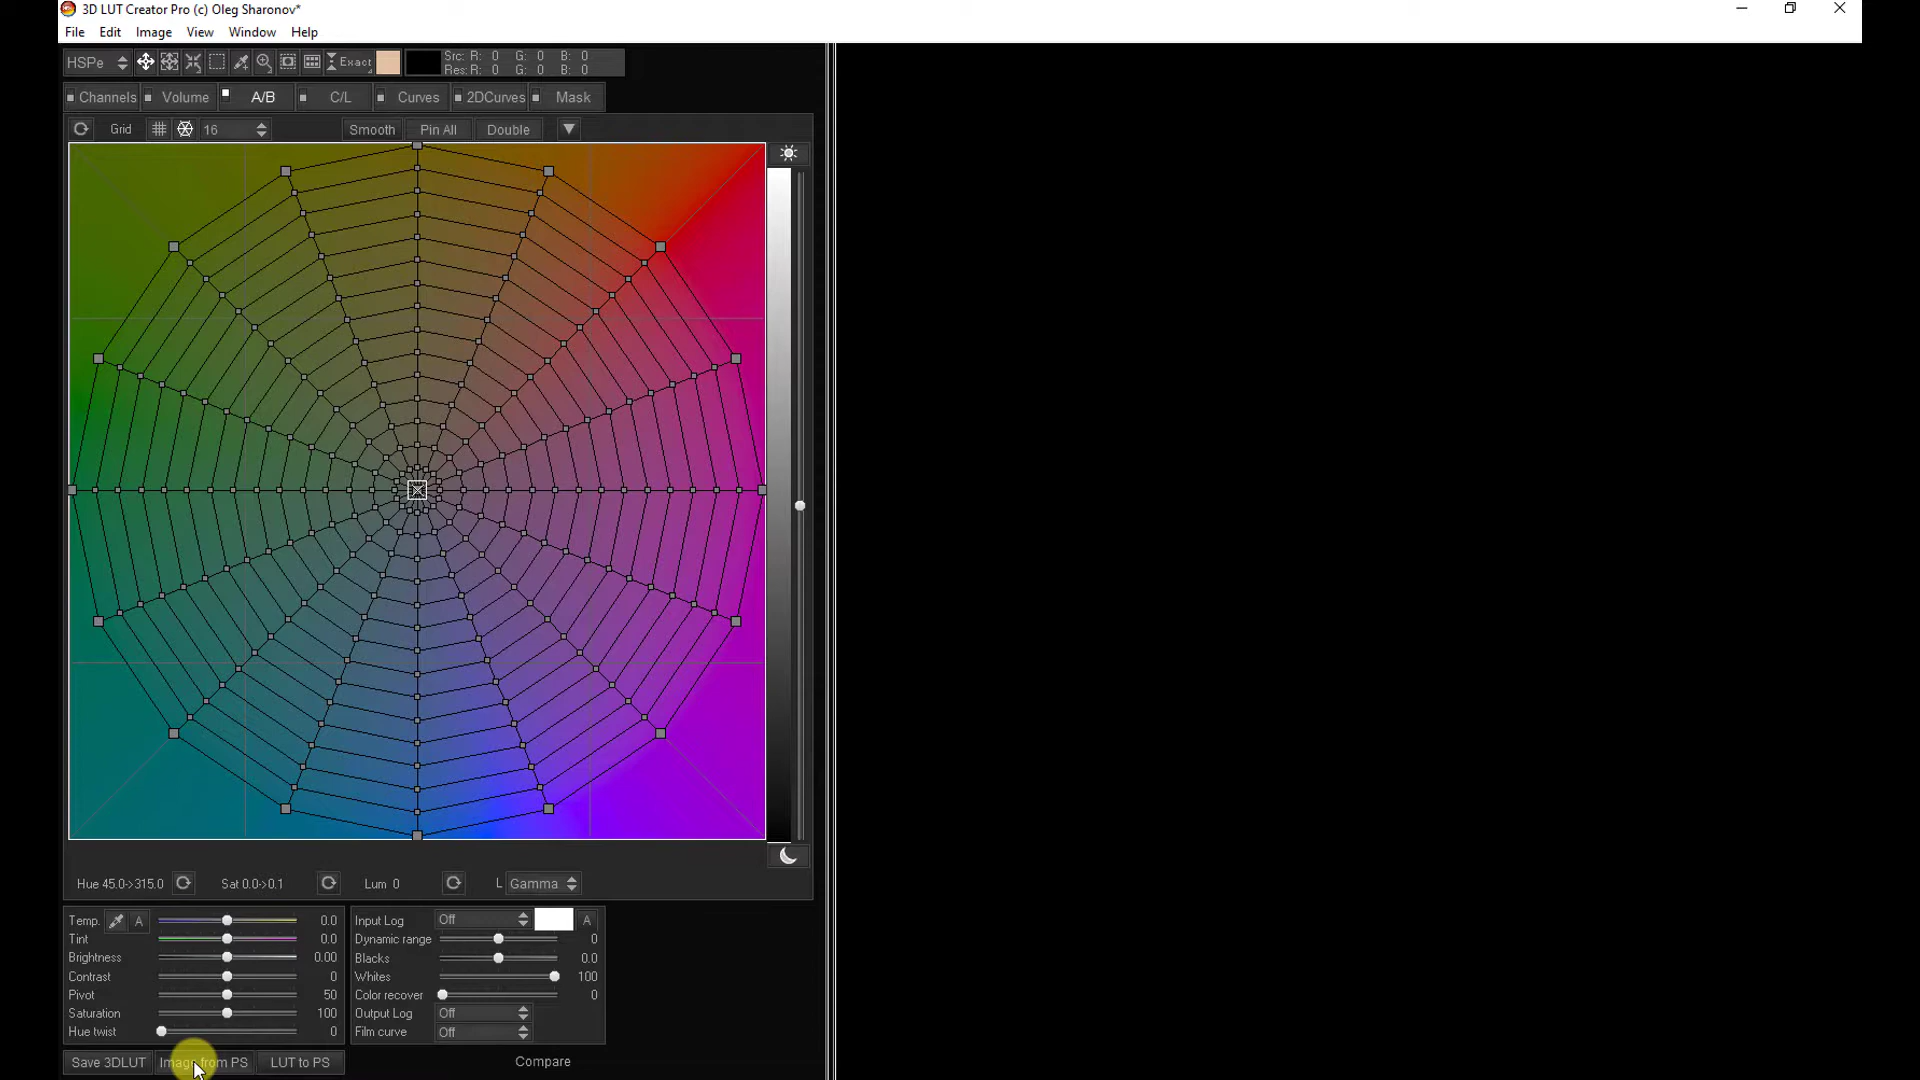 3D LUT Creator Pro (c) Oleg Sharonov*
File Edit Image View Window Help
HSPe Exact Src: R: 0 G: 0 B: 0
Res: R: 0 G: 0 B: 0
Channels Volume A/B C/L Curves 2DCurves Mask
Grid 16 Smooth Pin All Double
Hue 45.0->315.0 Sat 0.0->0.1 Lum 0 L Gamma
Temp. A 0.0 Input Log Off A
Tint 0.0 Dynamic range 0
Brightness 0.00 Blacks 0.0
Contrast 0 Whites 100
Pivot 50 Color recover 0
Saturation 100 Output Log Off
Hue twist 0 Film curve Off
Save 3DLUT Image from PS LUT to PS Compare